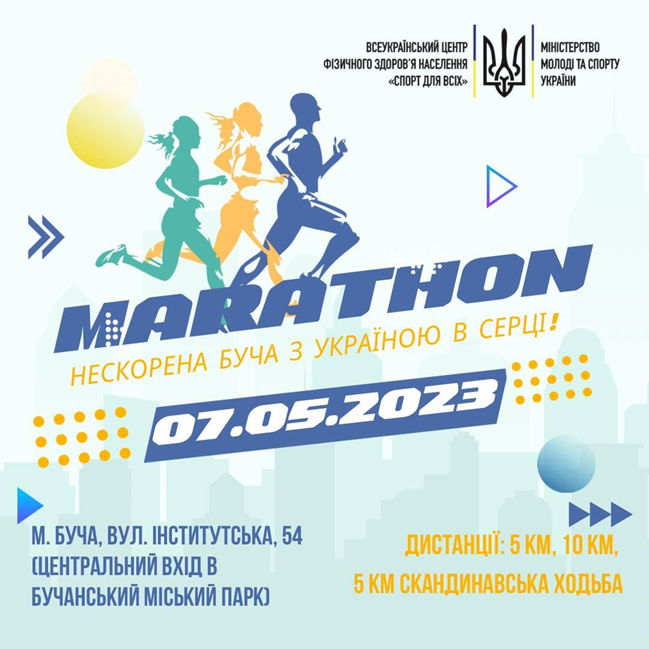 ВСЕУКРАЇНСЬКИЙ ЦЕНТР
ФІЗИЧНОГО ЗДОРОВ'Я НАСЕЛЕННЯ
«СПОРТ ДЛЯ ВСІХ»
МІНІСТЕРСТВО
МОЛОДІ ТА СПОРТУ
УКРАЇНИ
MARATHON
НЕСКОРЕНА БУЧА З УКРАЇНОЮ В СЕРЦІ!
07.05.2023
М. БУЧА, ВУЛ. ІНСТИТУТСЬКА, 54
(ЦЕНТРАЛЬНИЙ ВХІД В
БУЧАНСЬКИЙ МІСЬКИЙ ПАРК)
ДИСТАНЦІЇ: 5 КМ, 10 КМ,
5 КМ СКАНДИНАВСЬКА ХОДЬБА